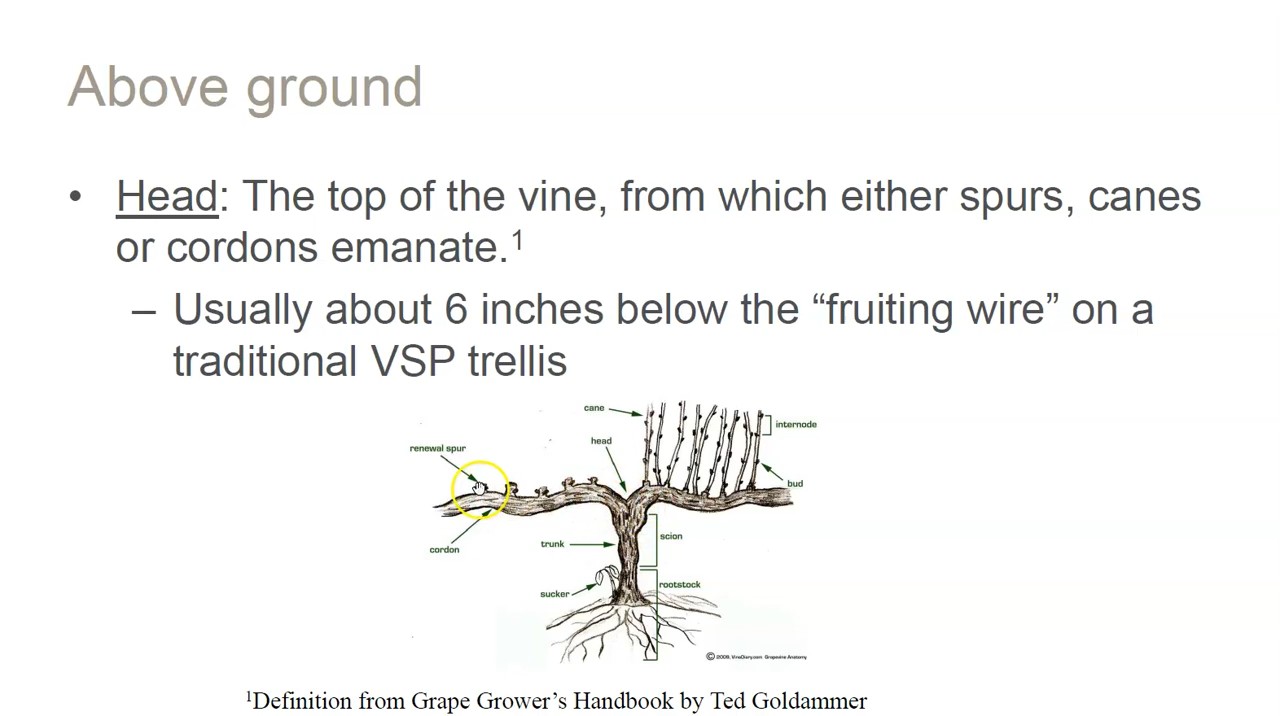 Above ground
• Head: The top of the vine, from which either spurs, canes
or cordons emanate.¹
– Usually about 6 inches below the “fruiting wire” on a
traditional VSP trellis
cane
internode
head
renewal spur
bud
cordon
trunk
scion
sucker
rootstock
© 2008, VineDiary.com Grapevine Anatomy
¹Definition from Grape Grower’s Handbook by Ted Goldammer